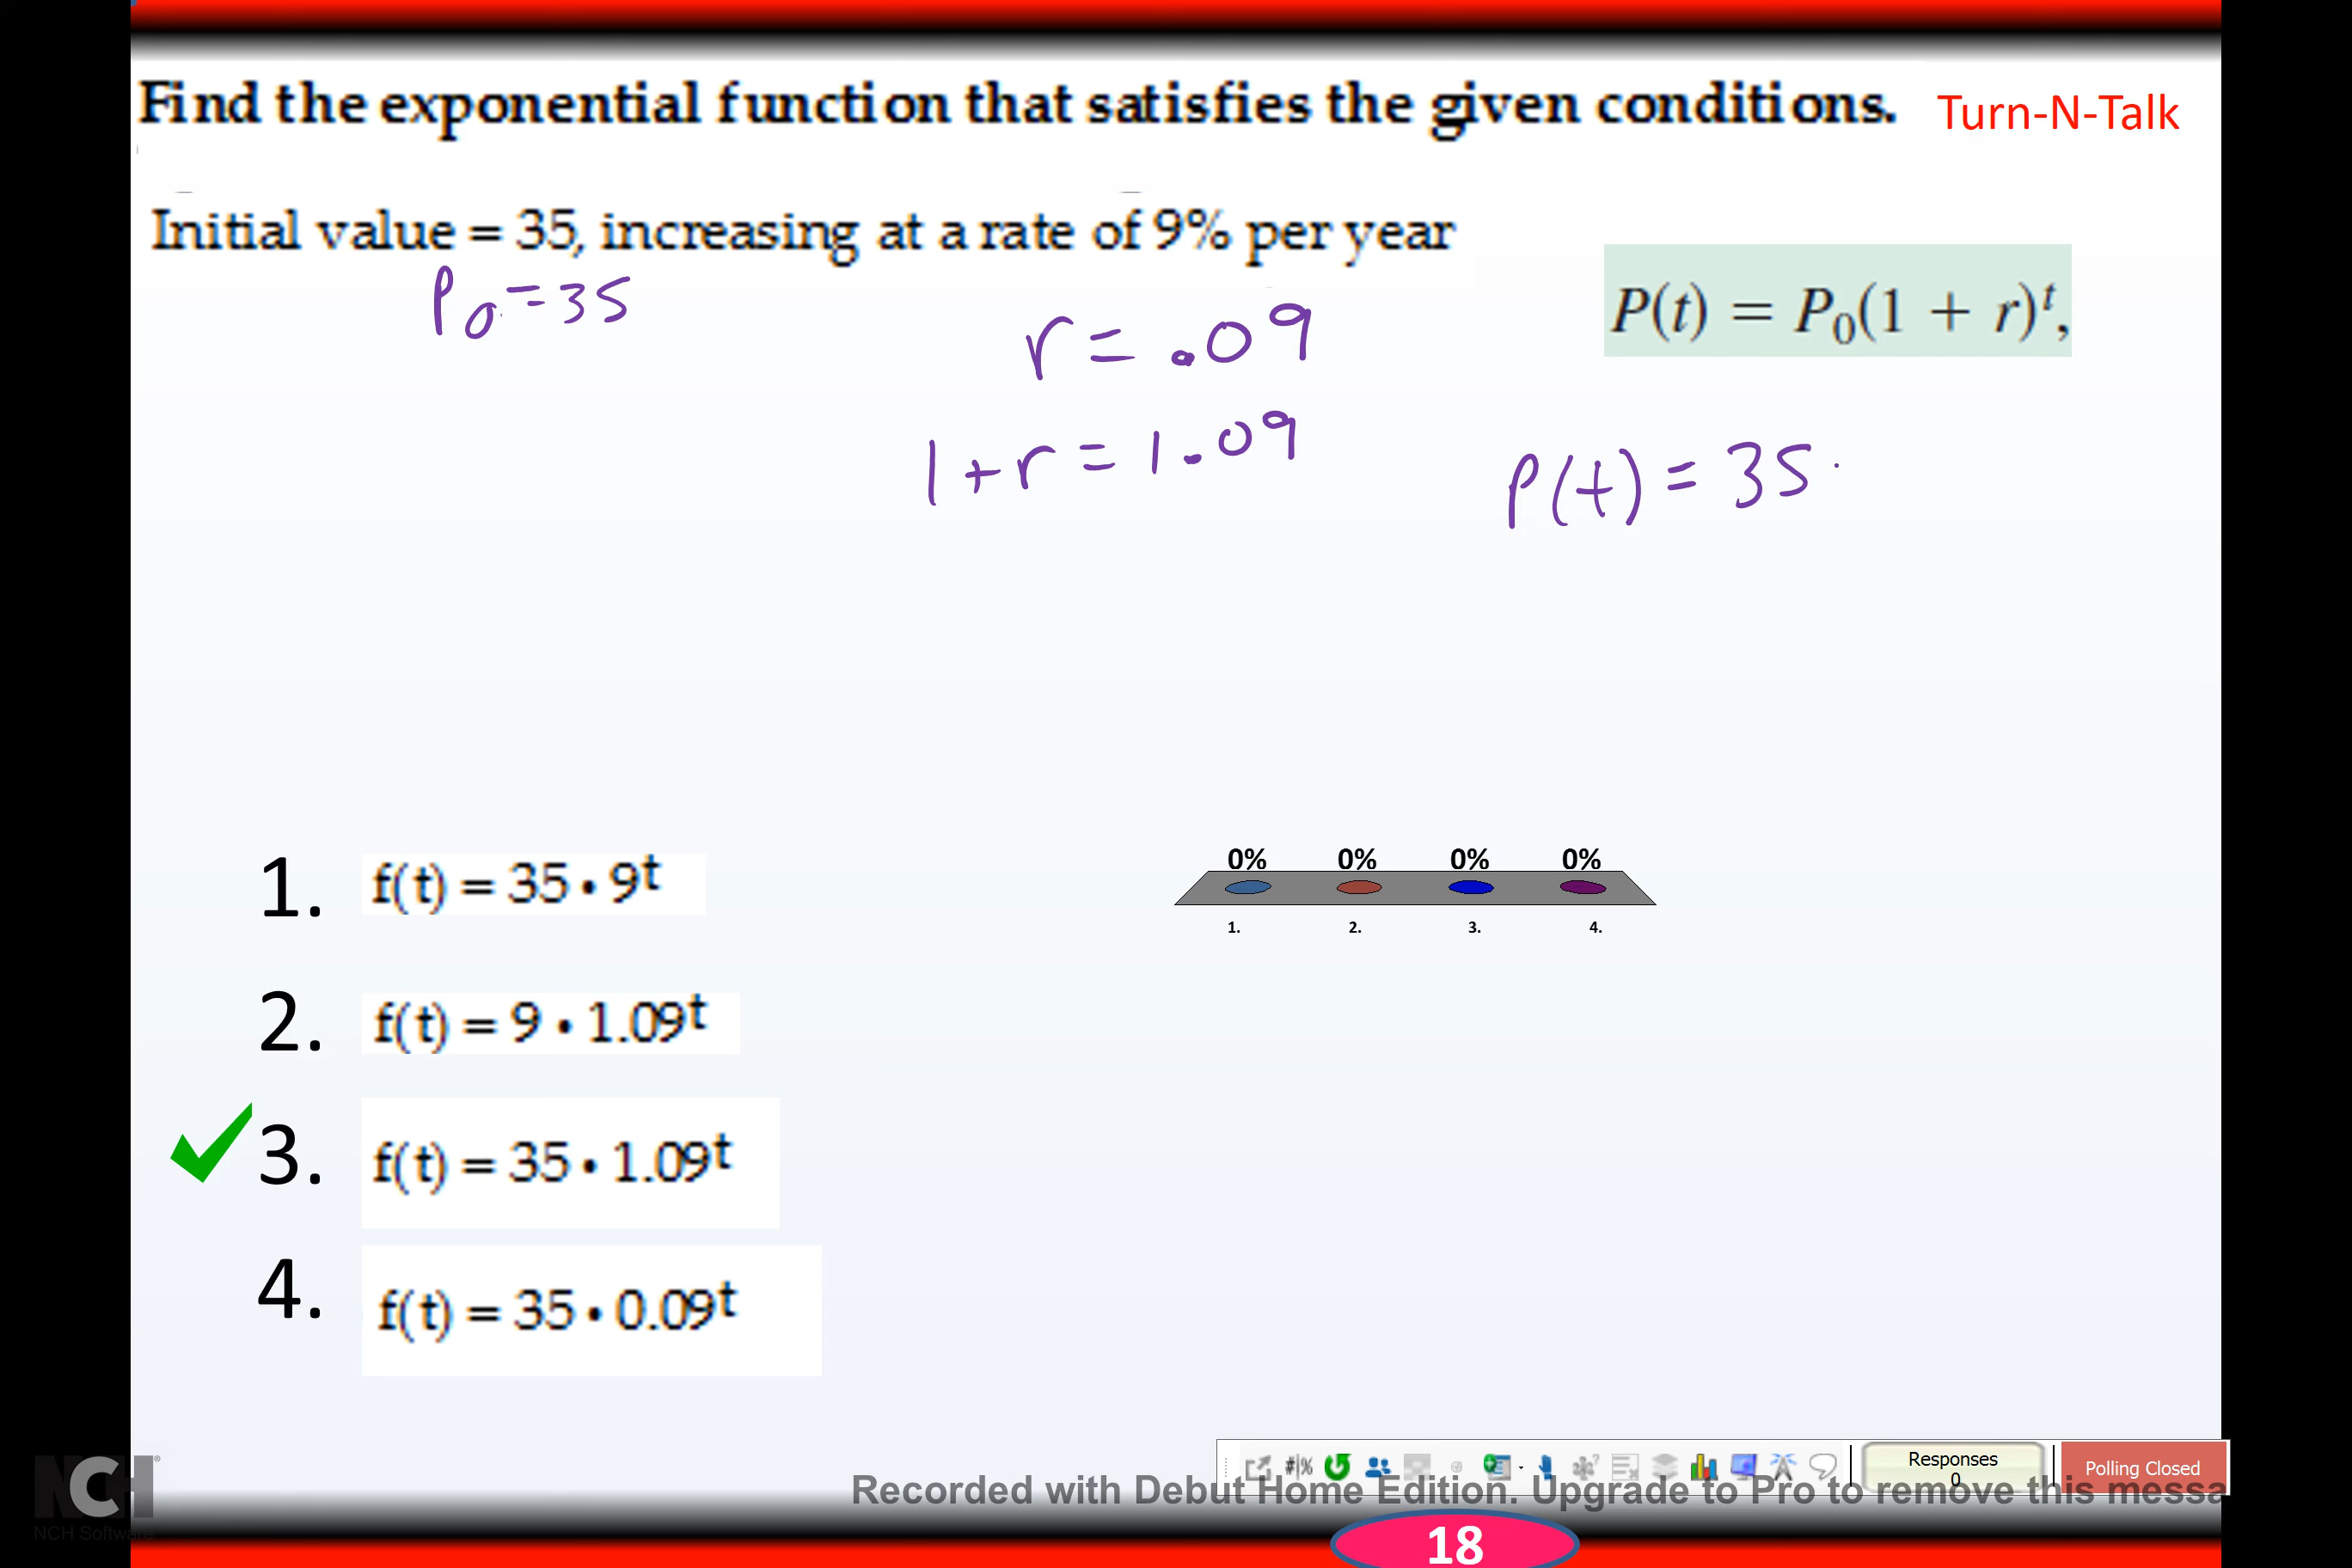 Find the exponential function that satisfies the given conditions.
Turn-N-Talk
Initial value = 35, increasing at a rate of 9% per year
P₀ = 35
r = .09
P(t) = P₀(1 + r)ᵗ,
1 + r = 1.09
P(t) = 35 ·
1. f(t) = 35 • 9ᵗ
2. f(t) = 9 • 1.09ᵗ
3. f(t) = 35 • 1.09ᵗ
4. f(t) = 35 • 0.09ᵗ
0% 0% 0% 0%
1. 2. 3. 4.
#|%
Responses
0
Polling Closed
Recorded with Debut Home Edition. Upgrade to Pro to remove this messa
NCH
NCH Software
18